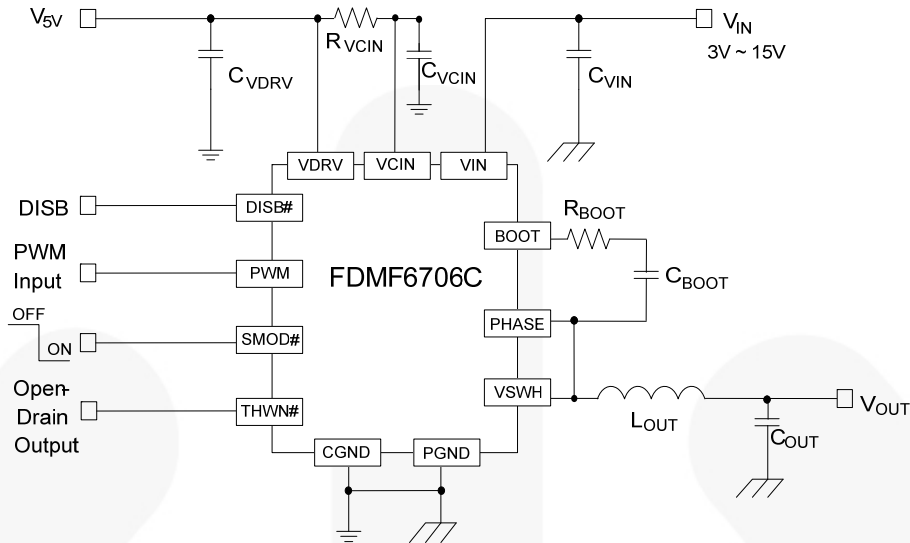 V5V
RVCIN
CVDRV
CVCIN
CVIN
VIN
3V ~ 15V
VDRV
VCIN
VIN
DISB
DISB#
PWM
Input
PWM
OFF
ON
SMOD#
Open-
Drain
Output
THWN#
FDMF6706C
BOOT
RBOOT
CBOOT
PHASE
VSWH
LOUT
VOUT
COUT
CGND
PGND